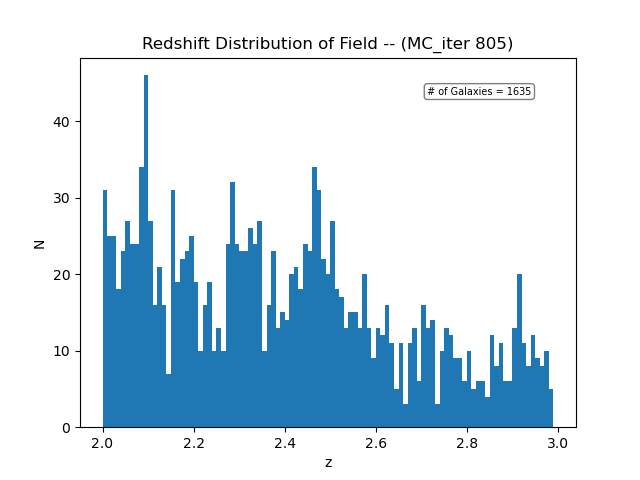 Redshift Distribution of Field -- (MC_iter 805)
# of Galaxies = 1635
N
40
30
20
10
0
2.0 2.2 2.4 2.6 2.8 3.0
z